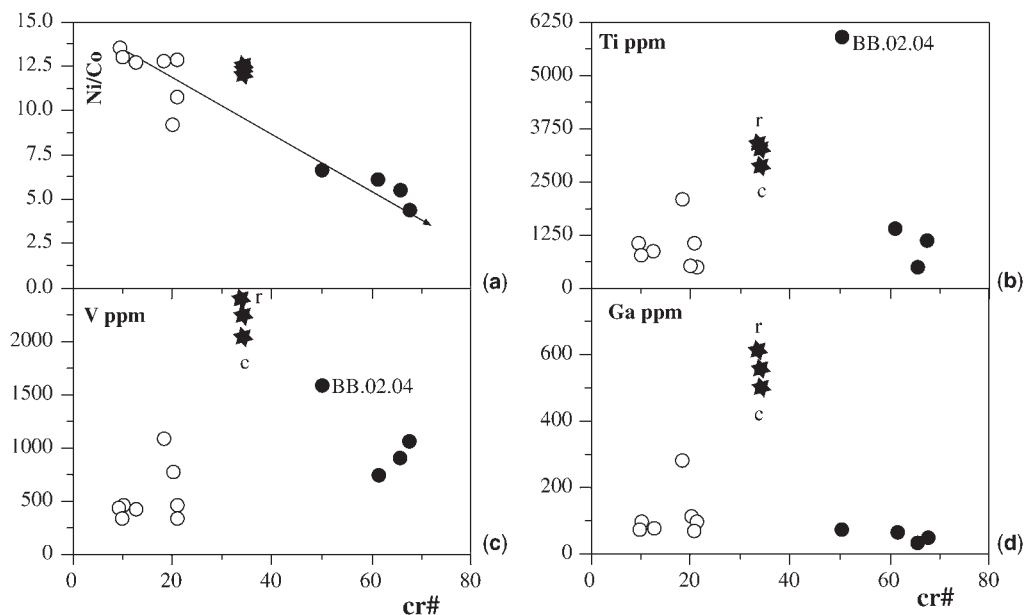 15.0
12.5
10.0
7.5
5.0
2.5
0.0
Ni/Co
(a)
6250
5000
3750
2500
1250
0
Ti ppm
BB.02.04
r
c
(b)
2000
1500
1000
500
0
V ppm
r
c
BB.02.04
(c)
0 20 40 60 80
cr#
600
400
200
0
Ga ppm
r
c
(d)
0 20 40 60 80
cr#